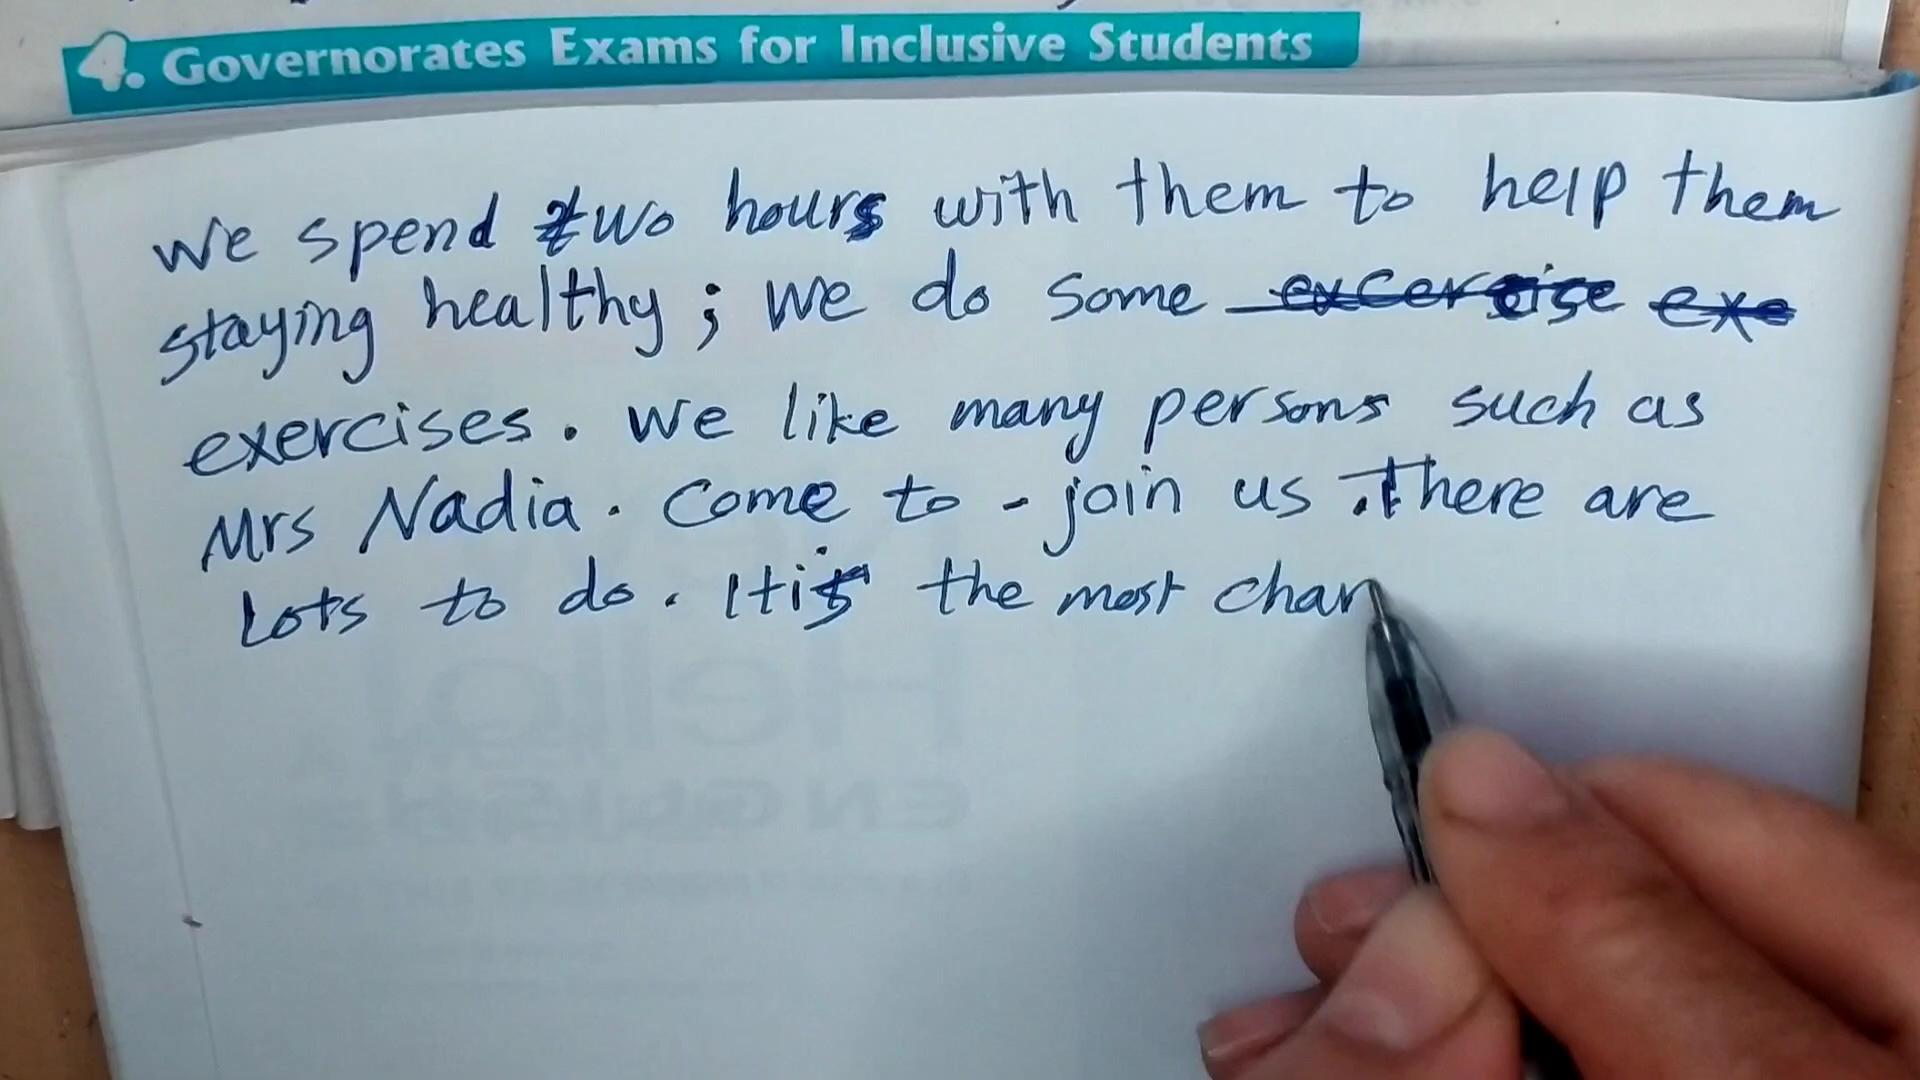 4. Governorates Exams for Inclusive Students
we spend two hours with them to help them
staying healthy; we do some excercise exe
exercises. we like many persons such as
Mrs Nadia. Come to - join us. There are
Lots to do. It is the most char